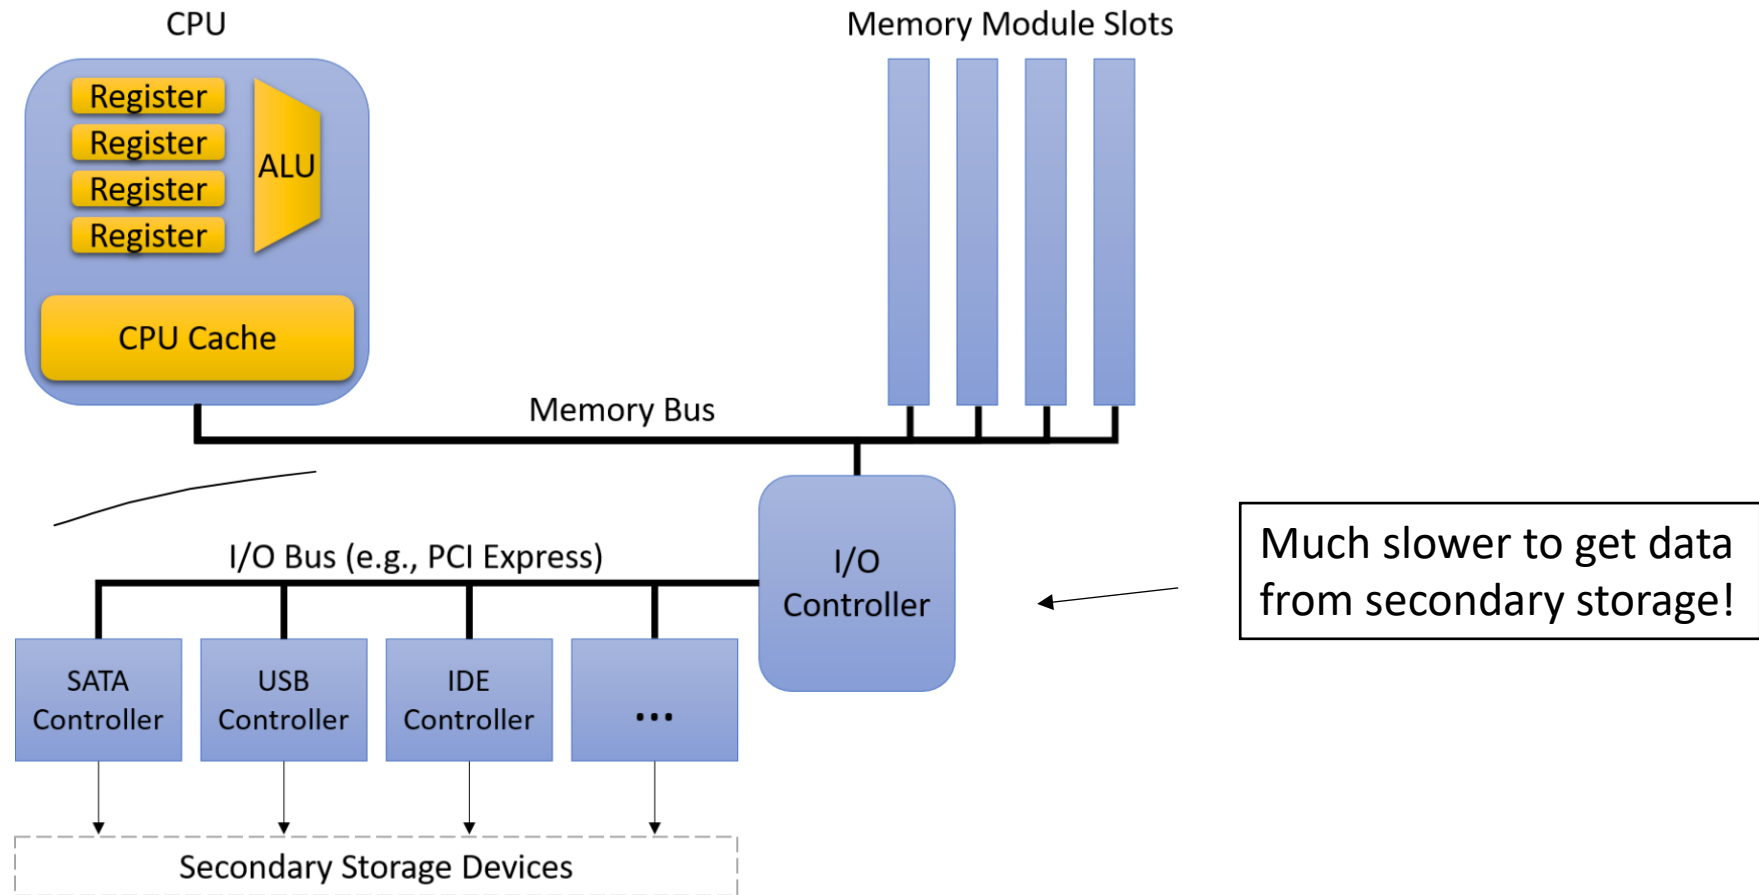 CPU
Memory Module Slots
Register
Register
Register
Register
ALU
CPU Cache
Memory Bus
I/O Bus (e.g., PCI Express)
I/O
Controller
Much slower to get data
from secondary storage!
SATA
Controller
USB
Controller
IDE
Controller
...
Secondary Storage Devices